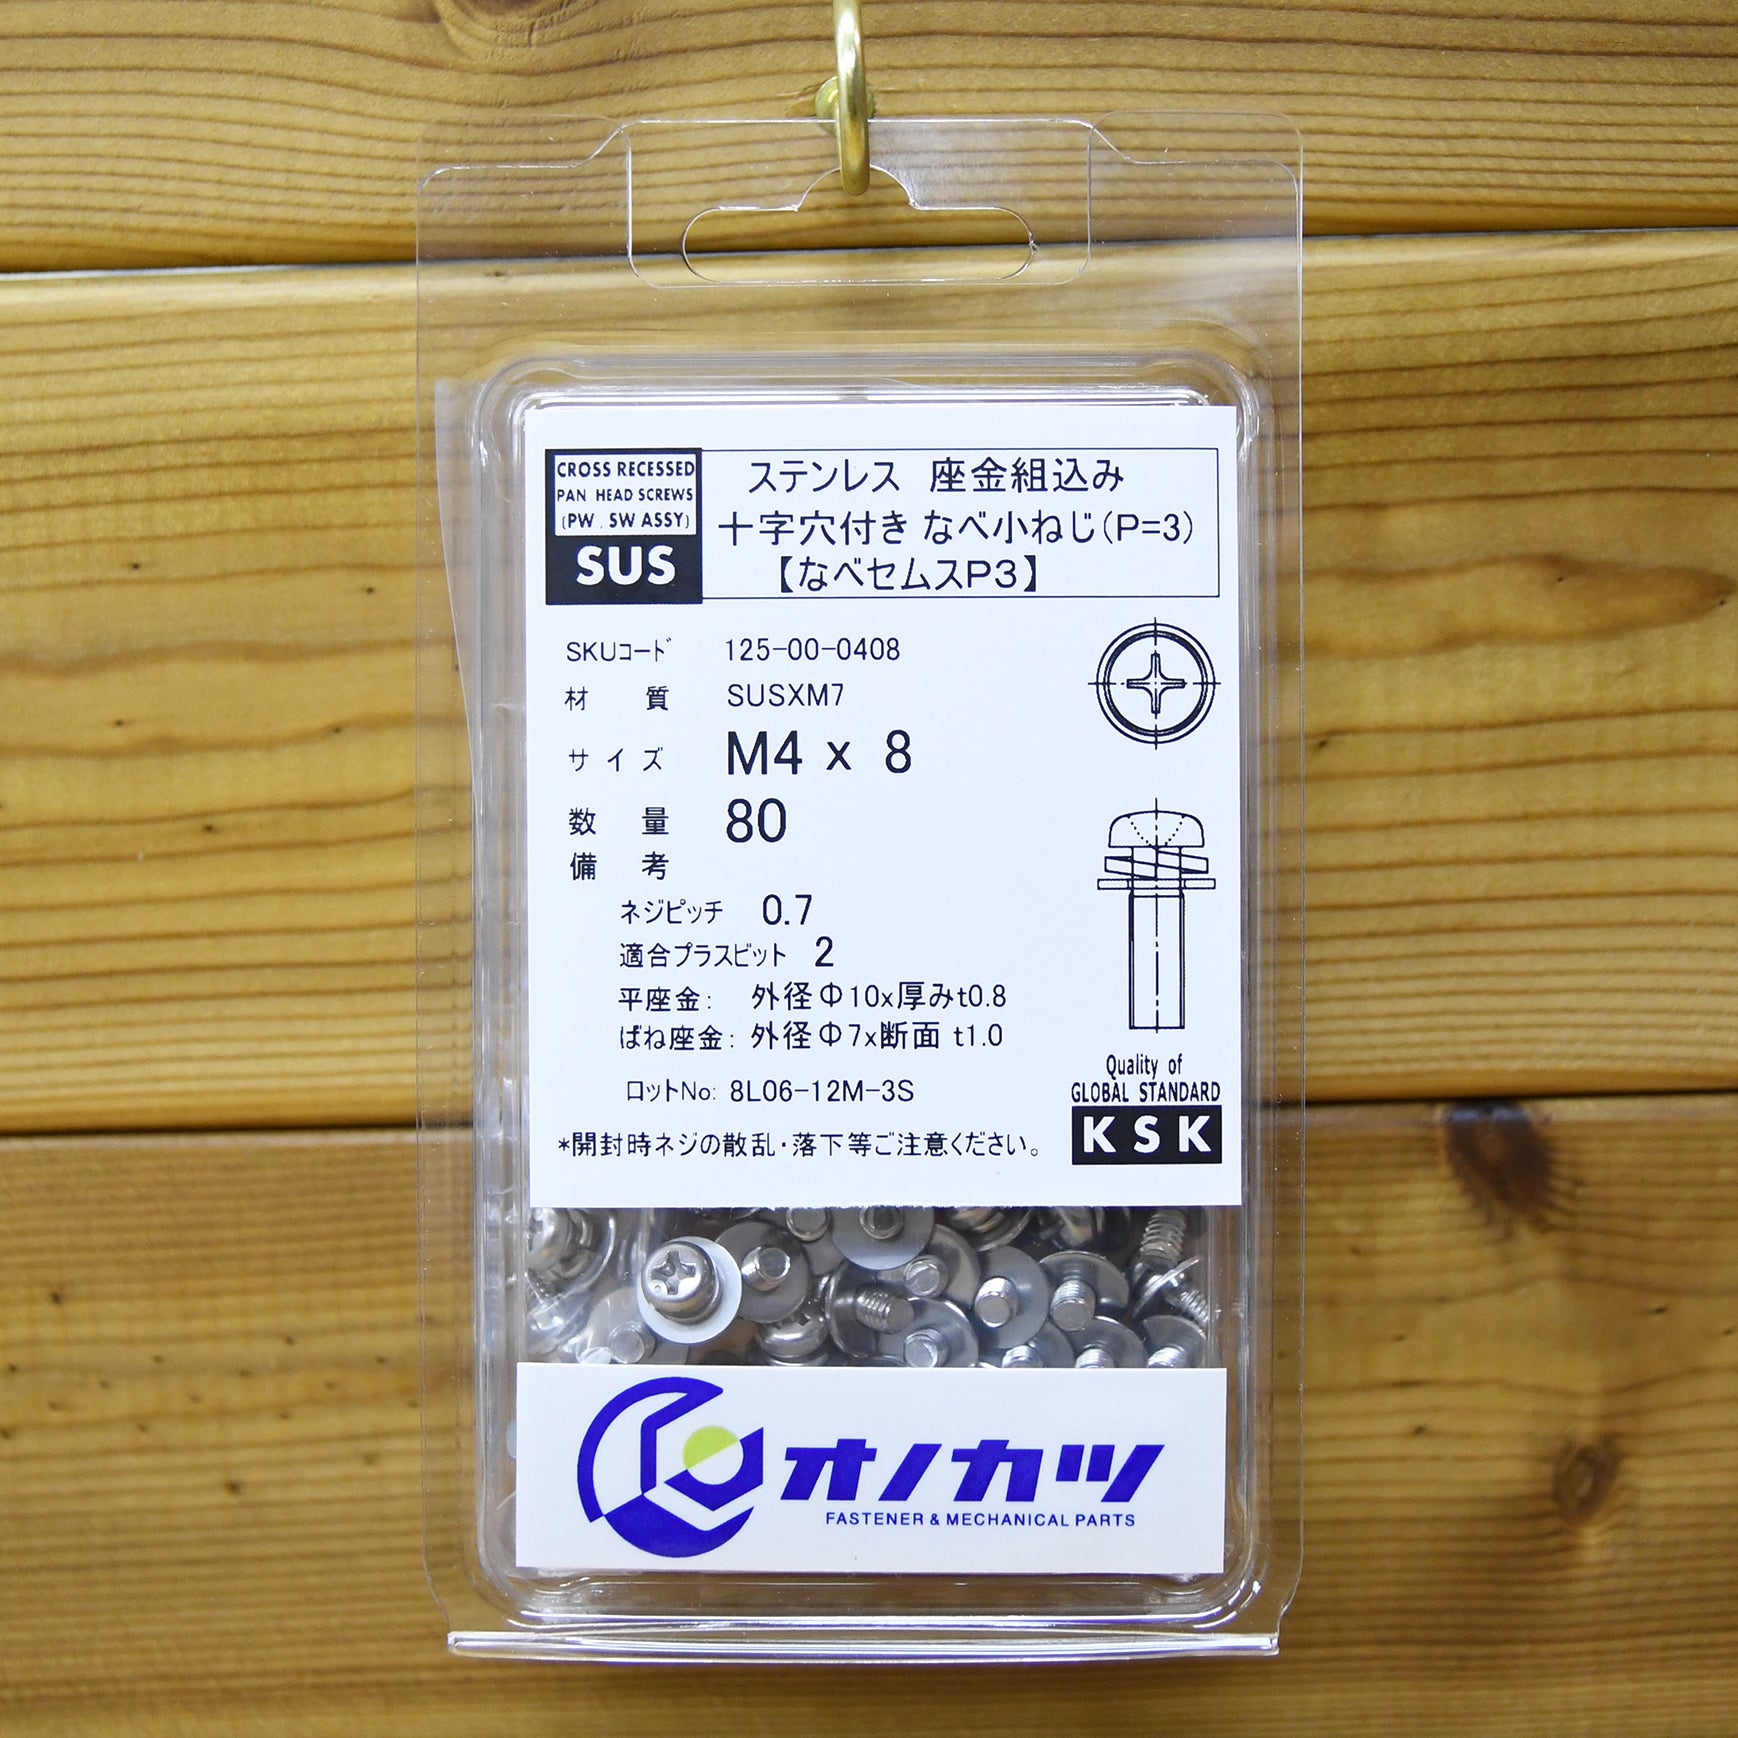 CROSS RECESSED
PAN HEAD SCREWS
(PW . SW ASSY)
SUS
ステンレス 座金組込み
十字穴付き なべ小ねじ(P=3)
【なべセムスP3】
SKUコード 125-00-0408
材 質 SUSXM7
サイズ M4 x 8
数 量 80
備 考
ネジピッチ 0.7
適合プラスビット 2
平座金: 外径Φ10x厚みt0.8
ばね座金: 外径Φ7x断面 t1.0
ロットNo: 8L06-12M-3S
*開封時ネジの散乱・落下等ご注意ください。
Quality of
GLOBAL STANDARD
KSK
オノカツ
FASTENER & MECHANICAL PARTS